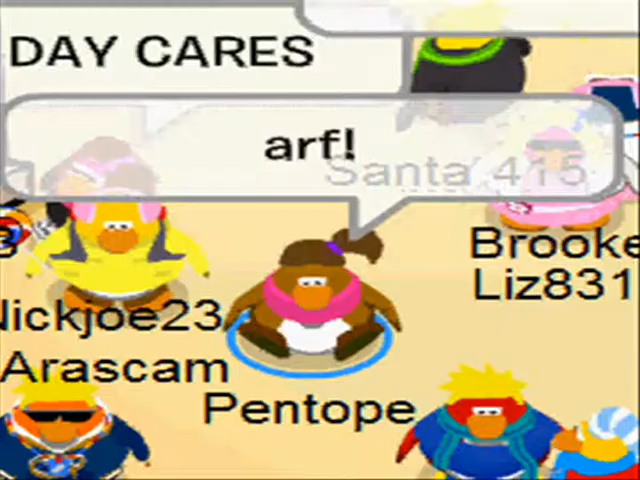 DAY CARES
arf!
Santa 415
Brooke
Liz831
Nickjoe23
Arascam
Pentope